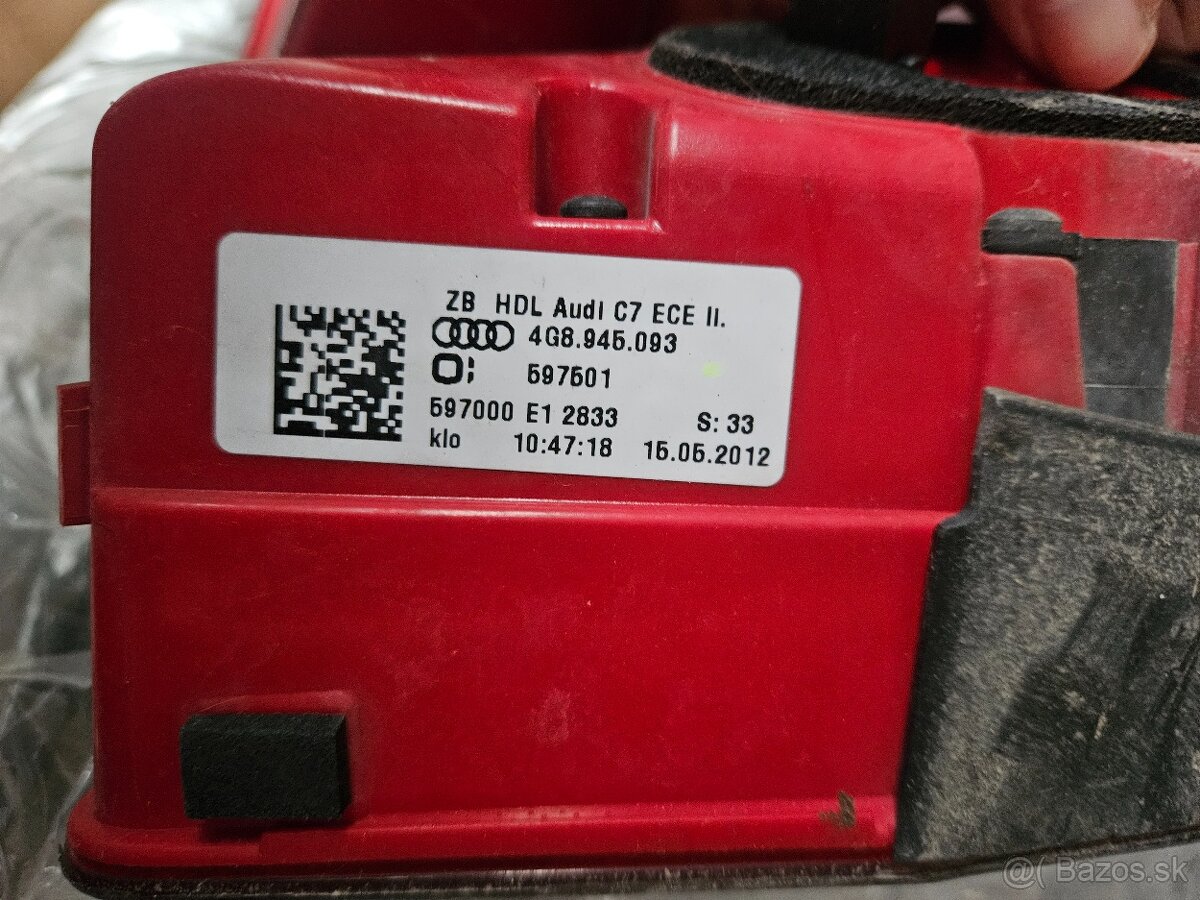 ZB HDL Audi C7 ECE II.
4G8.945.093
597501
597000 E1 2833 S: 33
klo 10:47:18 15.05.2012
Bazos.sk